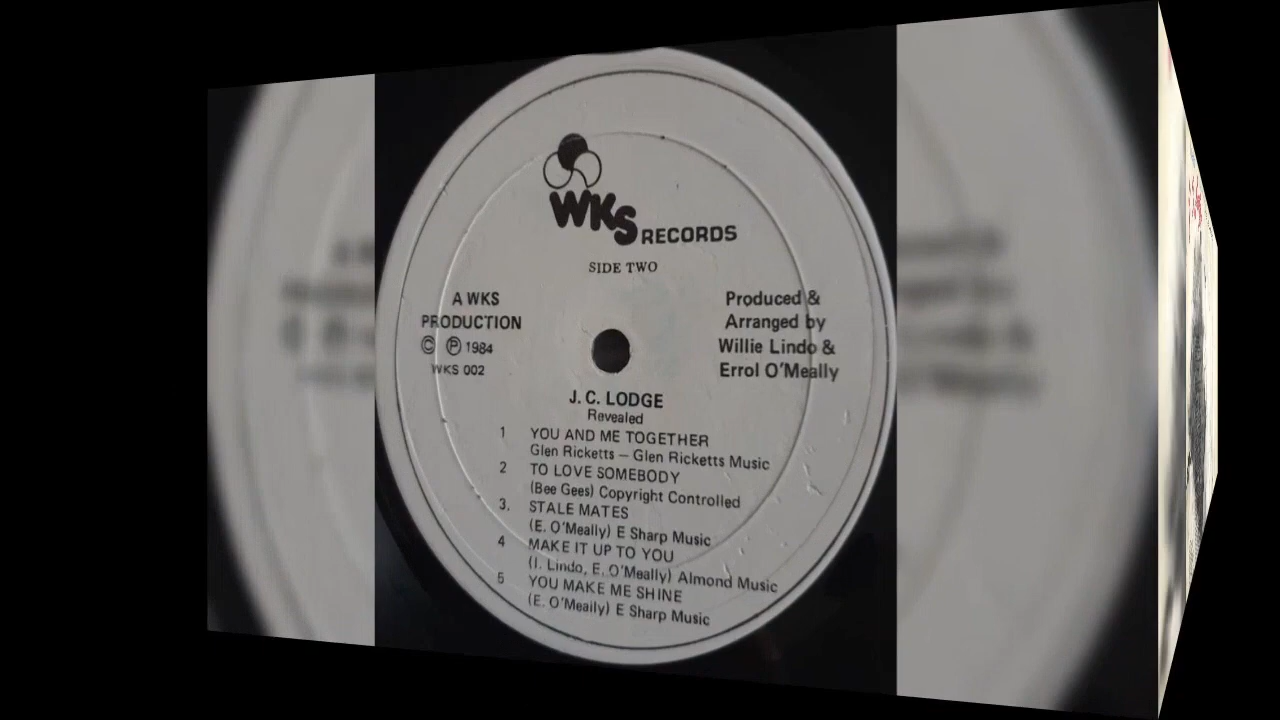 WKS RECORDS
SIDE TWO
A WKS
PRODUCTION
© ℗ 1984
WKS 002
Produced &
Arranged by
Willie Lindo &
Errol O'Meally
J. C. LODGE
Revealed
1 YOU AND ME TOGETHER
Glen Ricketts – Glen Ricketts Music
2 TO LOVE SOMEBODY
(Bee Gees) Copyright Controlled
3. STALE MATES
(E. O'Meally) E Sharp Music
4 MAKE IT UP TO YOU
(I. Lindo, E. O'Meally) Almond Music
5 YOU MAKE ME SHINE
(E. O'Meally) E Sharp Music